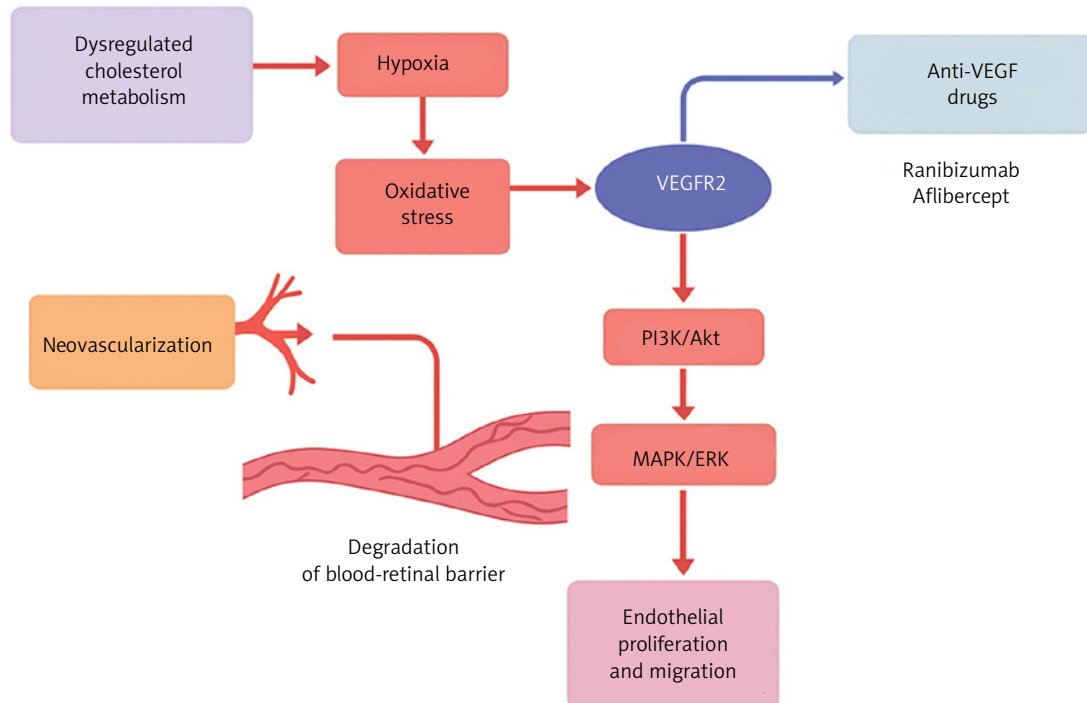 Dysregulated
cholesterol
metabolism
Hypoxia
Anti-VEGF
drugs
Oxidative
stress
VEGFR2
Ranibizumab
Aflibercept
Neovascularization
PI3K/Akt
MAPK/ERK
Degradation
of blood-retinal barrier
Endothelial
proliferation
and migration